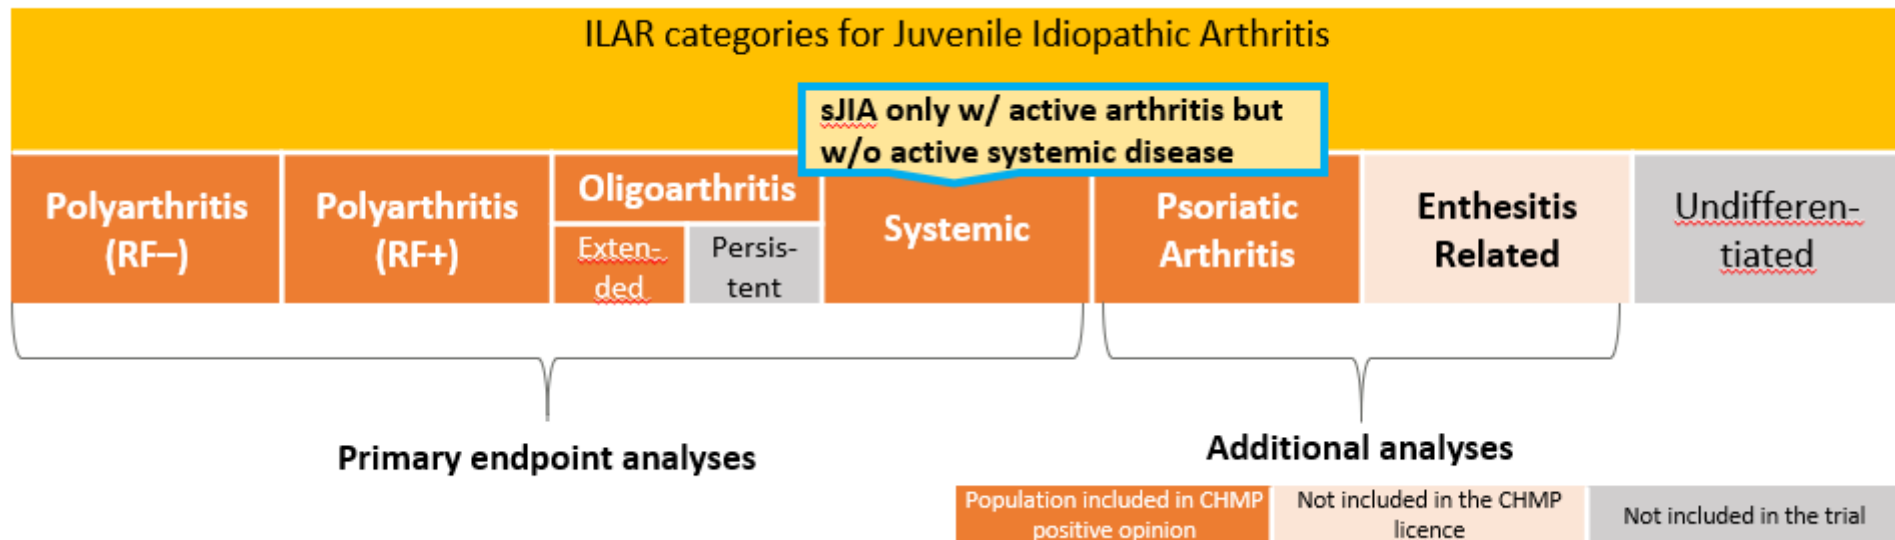 ILAR categories for Juvenile Idiopathic Arthritis
sJIA only w/ active arthritis but
w/o active systemic disease
Polyarthritis
(RF–)
Polyarthritis
(RF+)
Oligoarthritis
Exten-
ded
Persis-
tent
Systemic
Psoriatic
Arthritis
Enthesitis
Related
Undifferen-
tiated
Primary endpoint analyses
Additional analyses
Population included in CHMP
positive opinion
Not included in the CHMP
licence
Not included in the trial